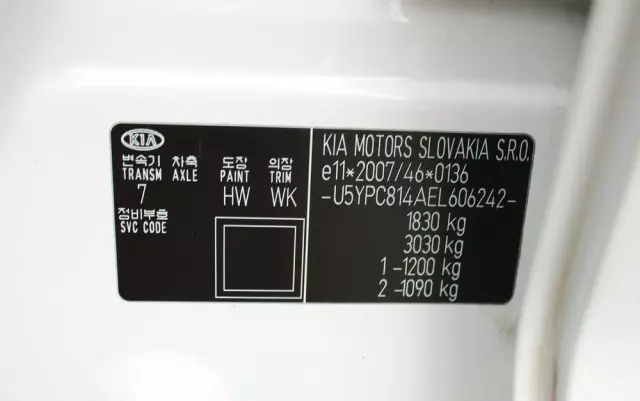 KIA
변속기 차축 도장 의장
TRANSM AXLE PAINT TRIM
7 HW WK
정비부호
SVC CODE
KIA MOTORS SLOVAKIA S.R.O.
e11*2007/46*0136
-U5YPC814AEL606242-
1830 kg
3030 kg
1 -1200 kg
2 -1090 kg